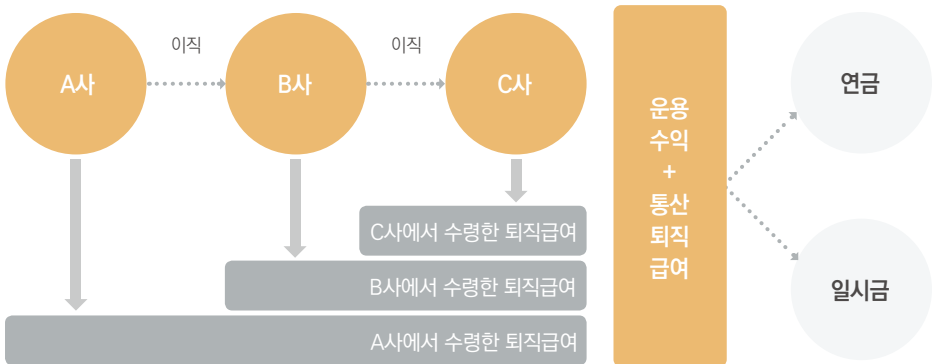 A사
이직
B사
이직
C사
C사에서 수령한 퇴직급여
B사에서 수령한 퇴직급여
A사에서 수령한 퇴직급여
운용
수익
+
통산
퇴직
급여
연금
일시금